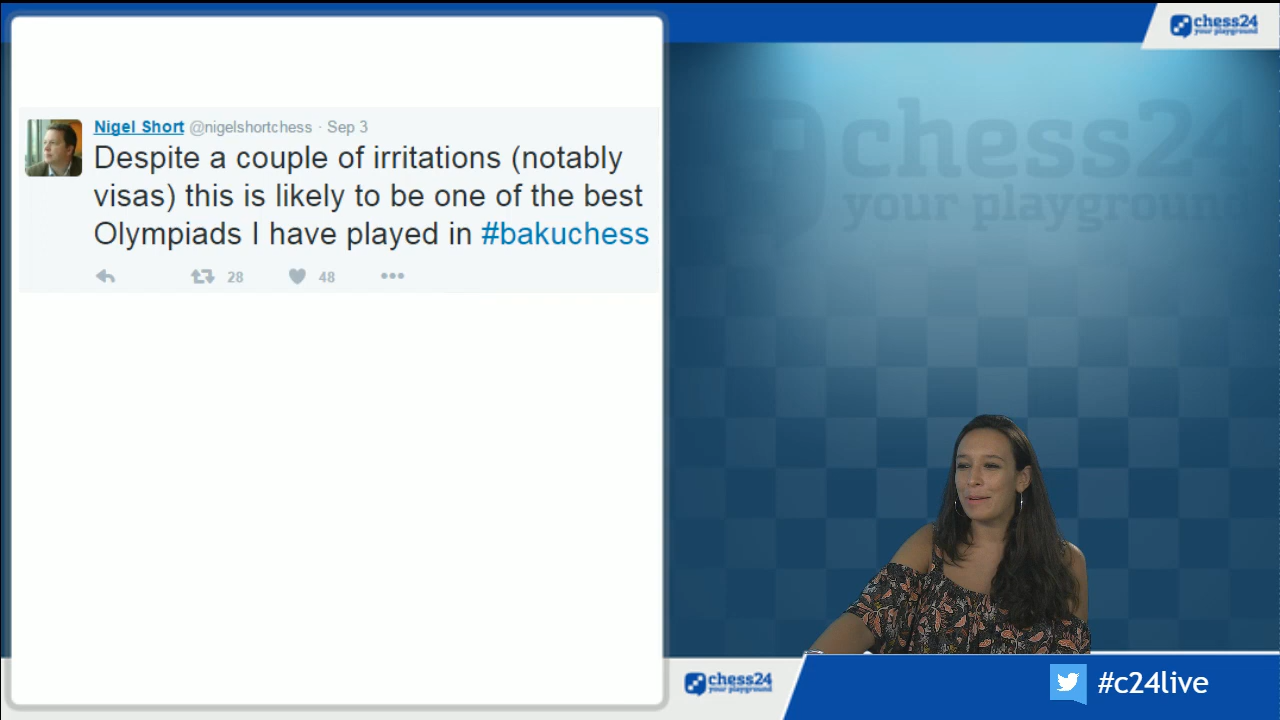 Nigel Short @nigelshortchess · Sep 3
Despite a couple of irritations (notably
visas) this is likely to be one of the best
Olympiads I have played in #bakuchess
28
48
•••
chess24
your playground
chess24
your playground
chess24
your playground
#c24live